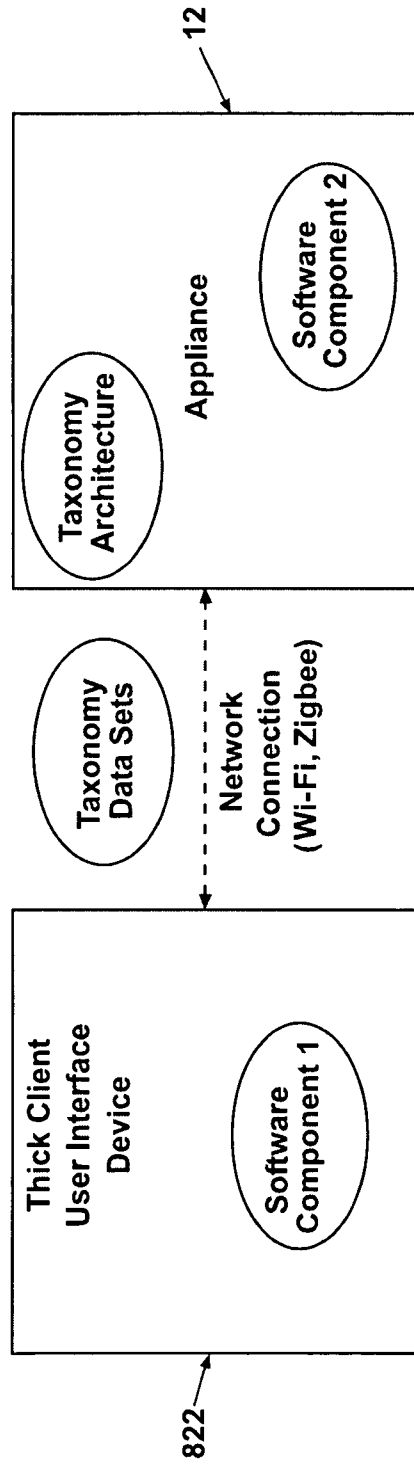 822
Thick Client
User Interface
Device
Software
Component 1
Taxonomy
Data Sets
Network
Connection
(Wi-Fi, Zigbee)
Taxonomy
Architecture
Appliance
Software
Component 2
12